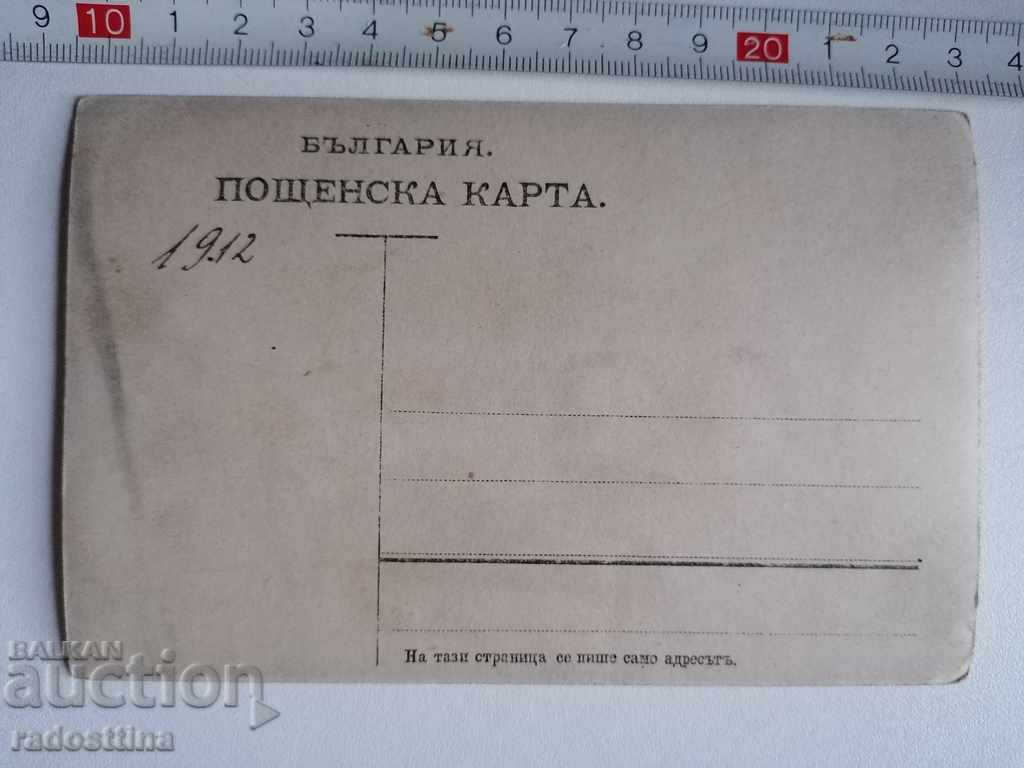 9 10 1 2 3 4 5 6 7 8 9 20 1 2 3 4
БЪЛГАРИЯ.
ПОЩЕНСКА КАРТА.
1912
На тази страница се пише само адресътъ.
BALKAN
auction
radosttina